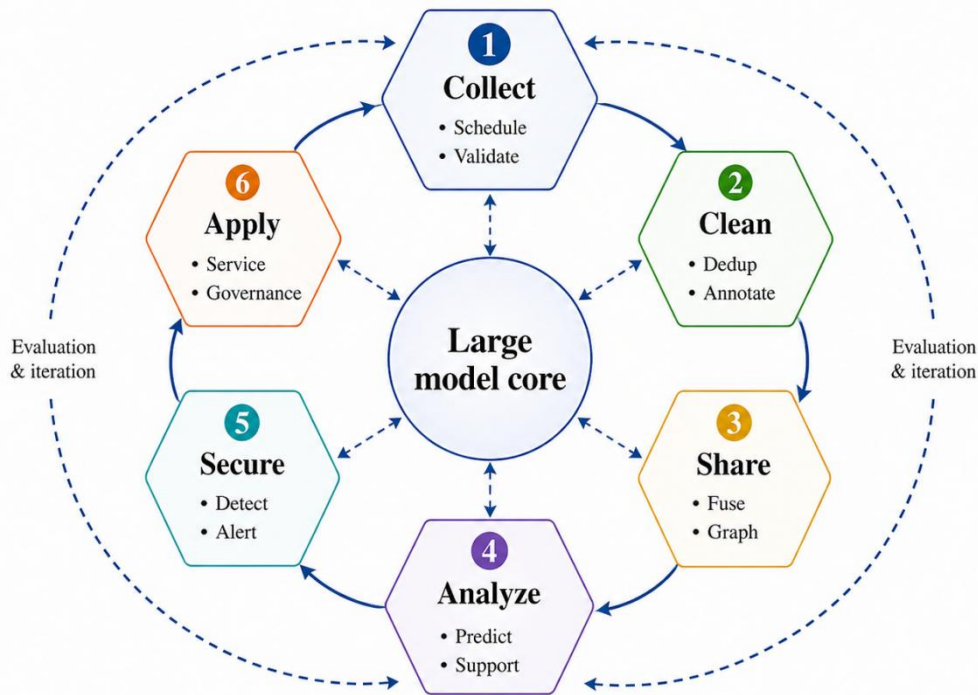 1
Collect
• Schedule
• Validate
2
Clean
• Dedup
• Annotate
3
Share
• Fuse
• Graph
4
Analyze
• Predict
• Support
5
Secure
• Detect
• Alert
6
Apply
• Service
• Governance
Large
model core
Evaluation
& iteration
Evaluation
& iteration